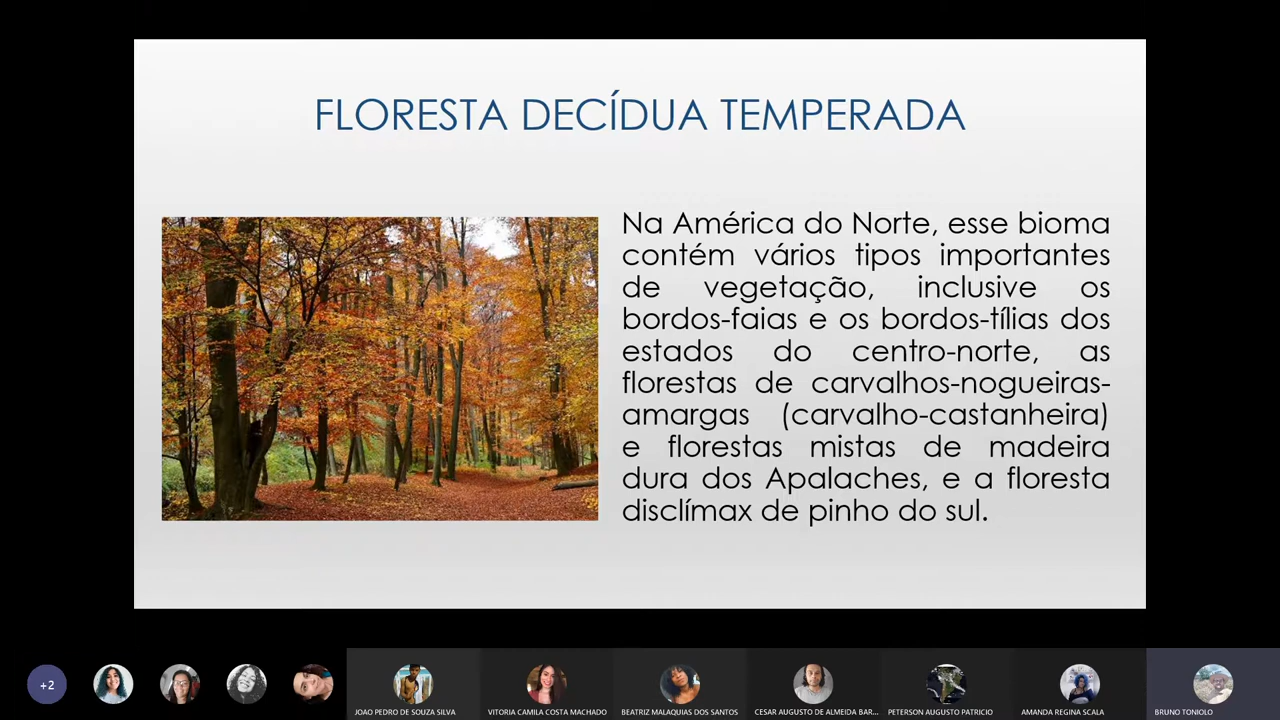 FLORESTA DECÍDUA TEMPERADA
Na América do Norte, esse bioma
contém vários tipos importantes
de vegetação, inclusive os
bordos-faias e os bordos-tílias dos
estados do centro-norte, as
florestas de carvalhos-nogueiras-
amargas (carvalho-castanheira)
e florestas mistas de madeira
dura dos Apalaches, e a floresta
disclímax de pinho do sul.
+2
JOAO PEDRO DE SOUZA SILVA
VITORIA CAMILA COSTA MACHADO
BEATRIZ MALAQUIAS DOS SANTOS
CESAR AUGUSTO DE ALMEIDA BAR...
PETERSON AUGUSTO PATRICIO
AMANDA REGINA SCALA
BRUNO TONIOLO